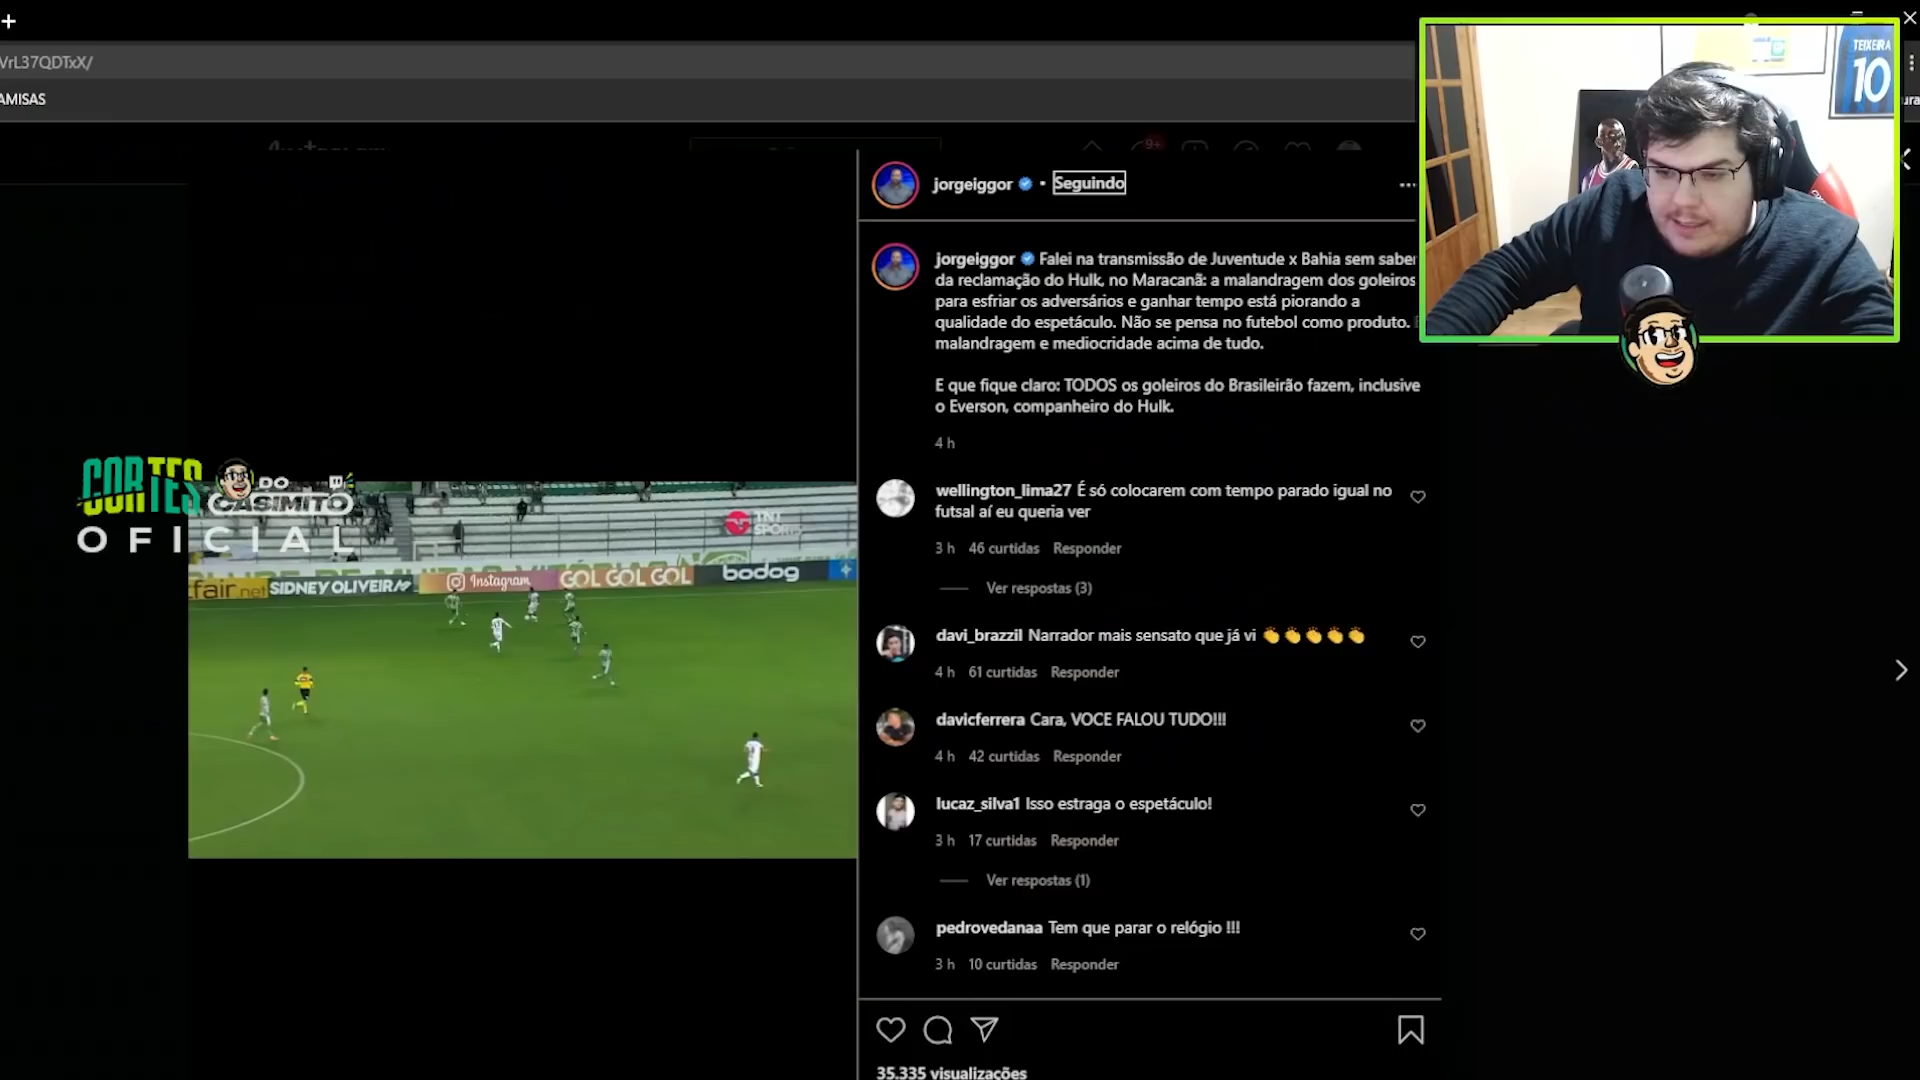 VrL37QDTxX/
AMISAS
Instagram
9+
TEIXEIRA
10
jorgeiggor • Seguindo
jorgeiggor Falei na transmissão de Juventude x Bahia sem saber
da reclamação do Hulk, no Maracanã: a malandragem dos goleiros
para esfriar os adversários e ganhar tempo está piorando a
qualidade do espetáculo. Não se pensa no futebol como produto.
malandragem e mediocridade acima de tudo.
E que fique claro: TODOS os goleiros do Brasileirão fazem, inclusive
o Everson, companheiro do Hulk.
4 h
wellington_lima27 É só colocarem com tempo parado igual no
futsal aí eu queria ver
3 h 46 curtidas Responder
Ver respostas (3)
davi_brazzil Narrador mais sensato que já vi 👏👏👏👏👏
4 h 61 curtidas Responder
davicferrera Cara, VOCE FALOU TUDO!!!
4 h 42 curtidas Responder
lucaz_silva1 Isso estraga o espetáculo!
3 h 17 curtidas Responder
Ver respostas (1)
pedrovedanaa Tem que parar o relógio !!!
3 h 10 curtidas Responder
35.335 visualizações
CORTES DO
CASIMITO
OFICIAL
TNT
SPORTS
fair.net SIDNEY OLIVEIRA Instagram GOL GOL GOL bodog